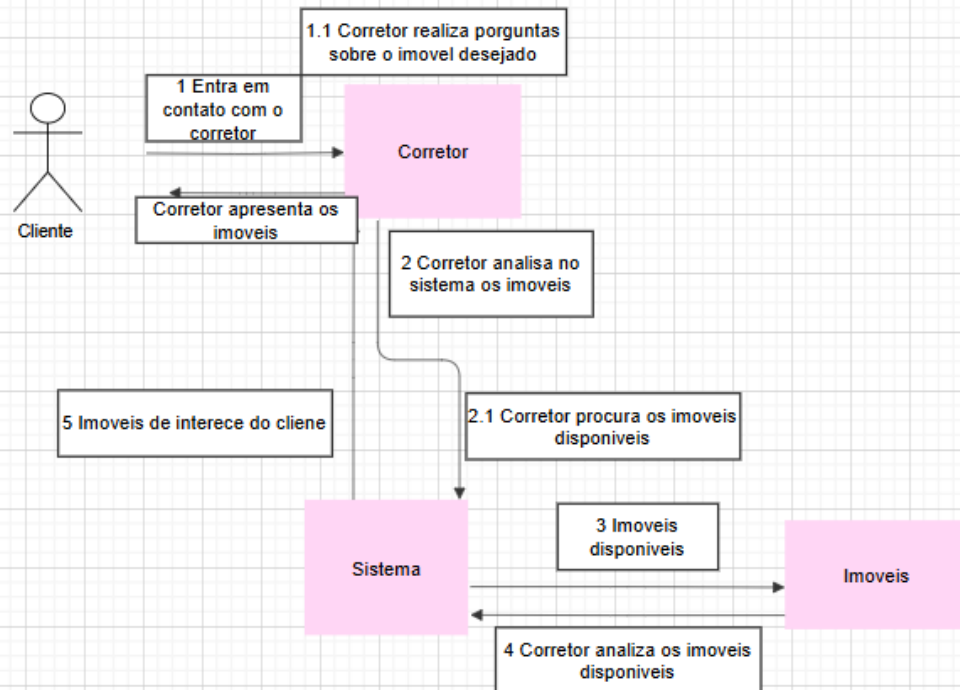 1.1 Corretor realiza porguntas
sobre o imovel desejado
1 Entra em
contato com o
corretor
Corretor
Cliente
Corretor apresenta os
imoveis
2 Corretor analisa no
sistema os imoveis
5 Imoveis de interece do cliene
2.1 Corretor procura os imoveis
disponiveis
Sistema
3 Imoveis
disponiveis
Imoveis
4 Corretor analiza os imoveis
disponiveis